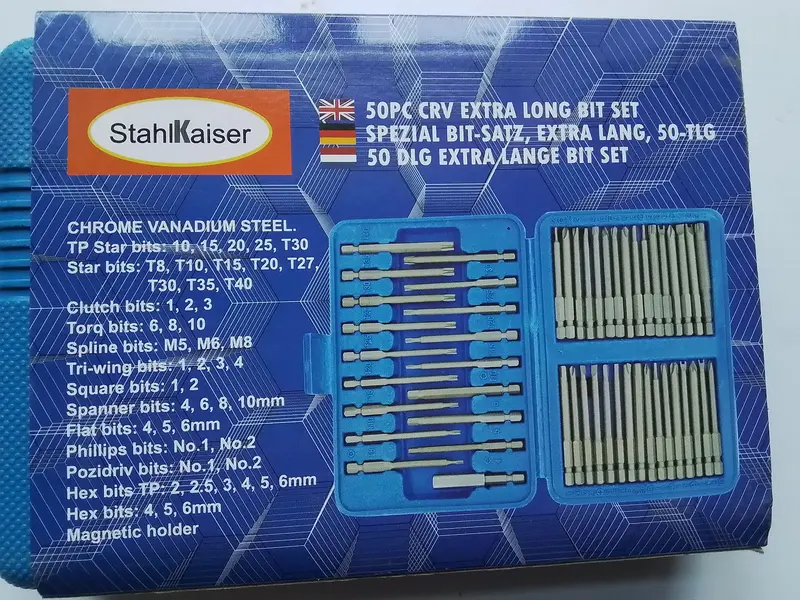 StahlKaiser
50PC CRV EXTRA LONG BIT SET
SPEZIAL BIT-SATZ, EXTRA LANG, 50-TLG
50 DLG EXTRA LANGE BIT SET
CHROME VANADIUM STEEL.
TP Star bits: 10, 15, 20, 25, T30
Star bits: T8, T10, T15, T20, T27,
T30, T35, T40
Clutch bits: 1, 2, 3
Torq bits: 6, 8, 10
Spline bits: M5, M6, M8
Tri-wing bits: 1, 2, 3, 4
Square bits: 1, 2
Spanner bits: 4, 6, 8, 10mm
Flat bits: 4, 5, 6mm
Phillips bits: No.1, No.2
Pozidriv bits: No.1, No.2
Hex bits TP: 2, 2.5, 3, 4, 5, 6mm
Hex bits: 4, 5, 6mm
Magnetic holder